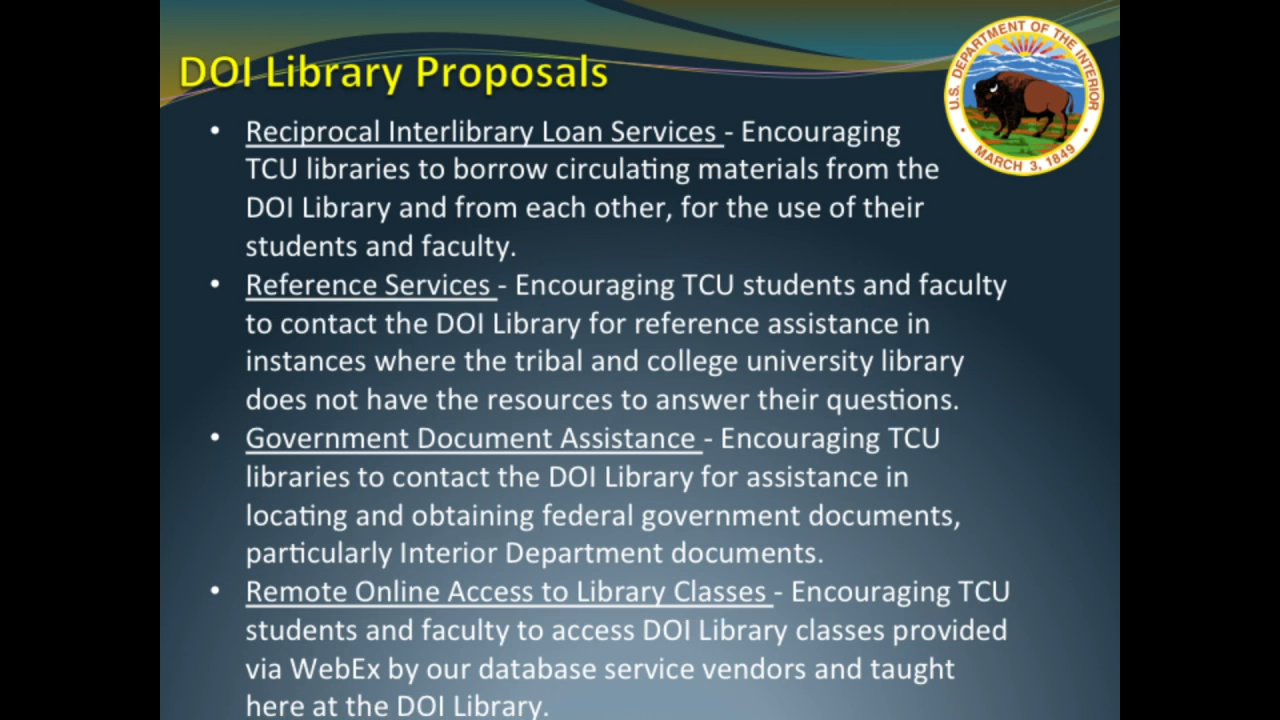 DOI Library Proposals
U.S. DEPARTMENT OF THE INTERIOR
MARCH 3, 1849
• Reciprocal Interlibrary Loan Services - Encouraging
TCU libraries to borrow circulating materials from the
DOI Library and from each other, for the use of their
students and faculty.
• Reference Services - Encouraging TCU students and faculty
to contact the DOI Library for reference assistance in
instances where the tribal and college university library
does not have the resources to answer their questions.
• Government Document Assistance - Encouraging TCU
libraries to contact the DOI Library for assistance in
locating and obtaining federal government documents,
particularly Interior Department documents.
• Remote Online Access to Library Classes - Encouraging TCU
students and faculty to access DOI Library classes provided
via WebEx by our database service vendors and taught
here at the DOI Library.